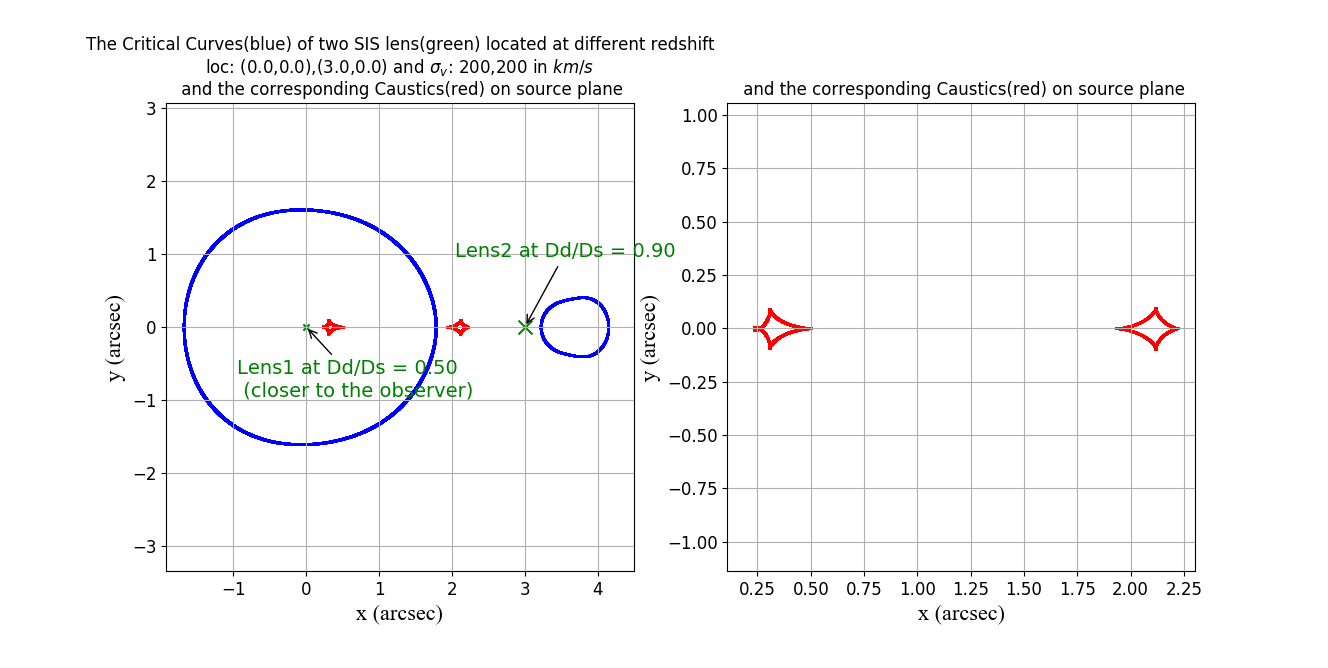 The Critical Curves(blue) of two SIS lens(green) located at different redshift
loc: (0.0,0.0),(3.0,0.0) and σᵥ: 200,200 in km/s
and the corresponding Caustics(red) on source plane
3
2
1
0
−1
−2
−3
y (arcsec)
Lens2 at Dd/Ds = 0.90
Lens1 at Dd/Ds = 0.50
(closer to the observer)
−1
0
1
2
3
4
x (arcsec)
and the corresponding Caustics(red) on source plane
1.00
0.75
0.50
0.25
0.00
−0.25
−0.50
−0.75
−1.00
y (arcsec)
0.25
0.50
0.75
1.00
1.25
1.50
1.75
2.00
2.25
x (arcsec)